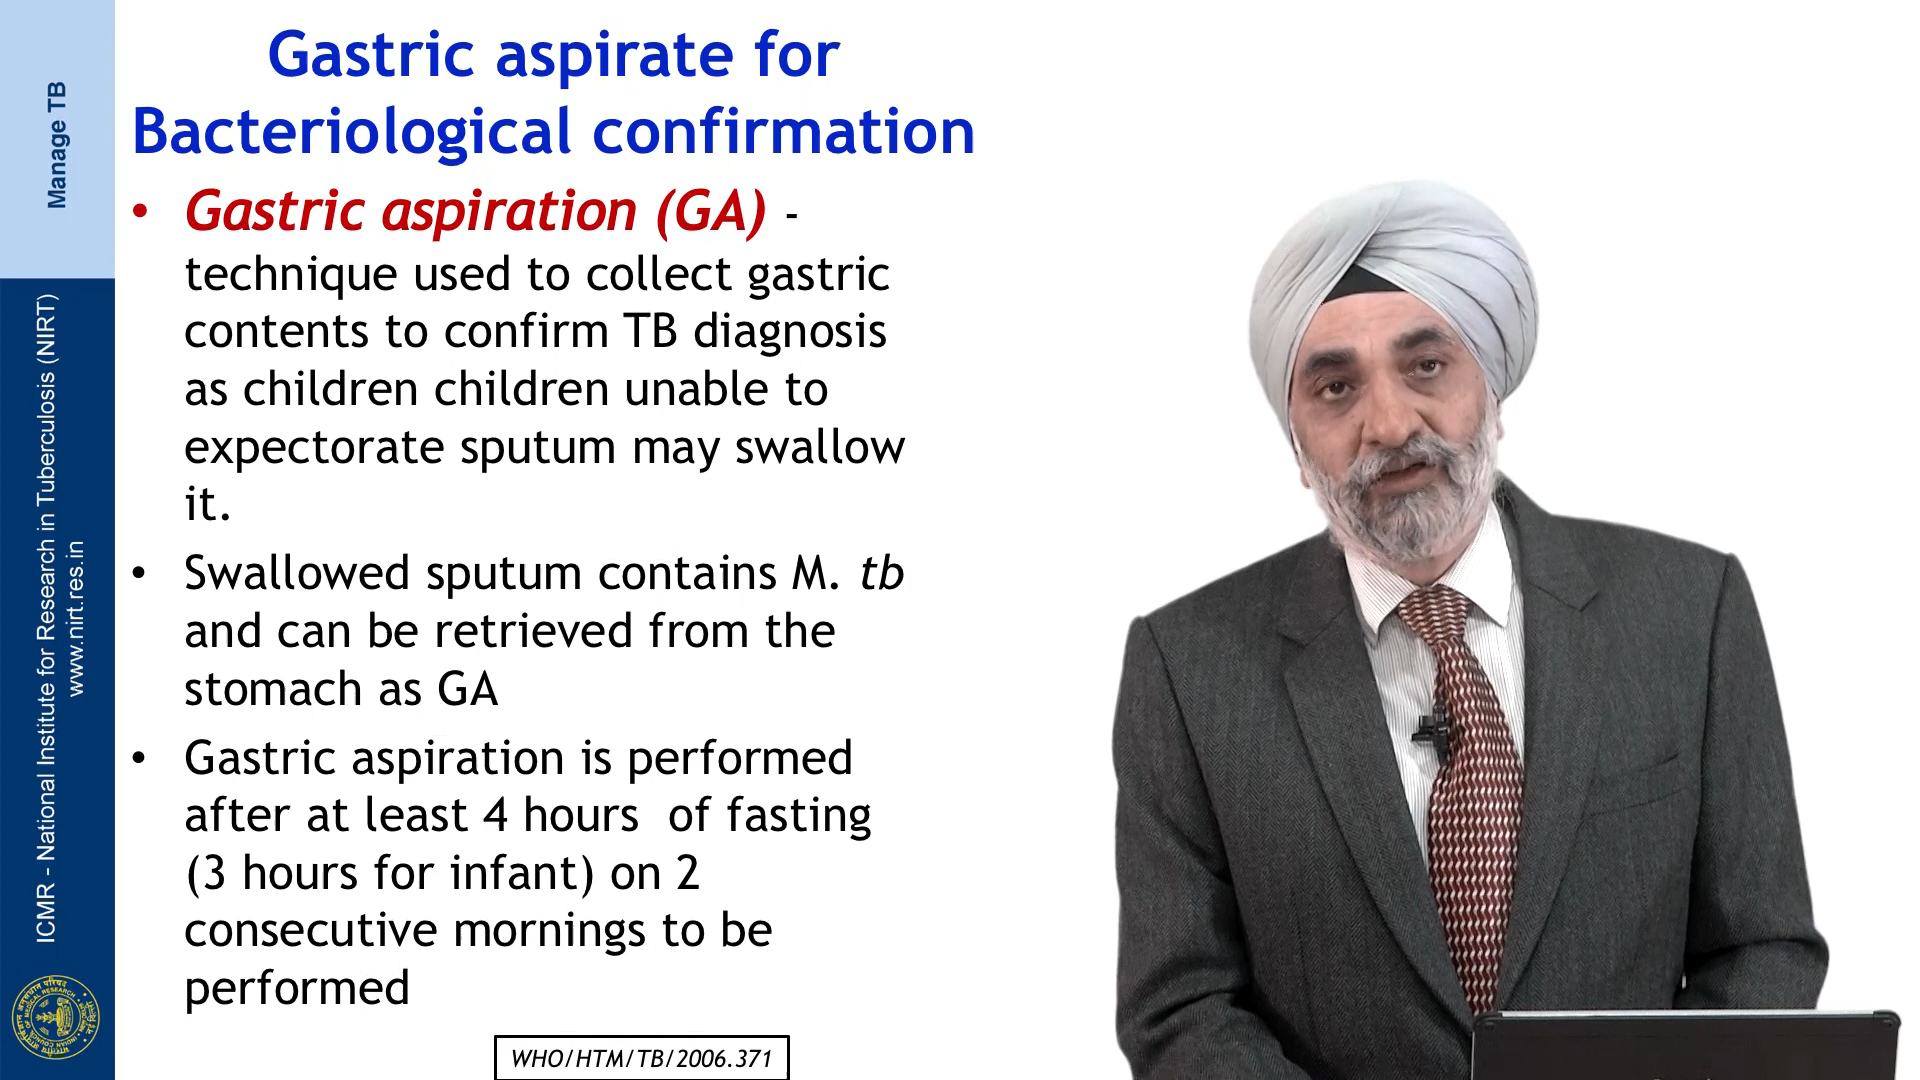 Gastric aspirate for
Bacteriological confirmation
• Gastric aspiration (GA) -
technique used to collect gastric
contents to confirm TB diagnosis
as children children unable to
expectorate sputum may swallow
it.
• Swallowed sputum contains M. tb
and can be retrieved from the
stomach as GA
• Gastric aspiration is performed
after at least 4 hours  of fasting
(3 hours for infant) on 2
consecutive mornings to be
performed
WHO/HTM/TB/2006.371
Manage TB
ICMR - National Institute for Research in Tuberculosis (NIRT)
www.nirt.res.in